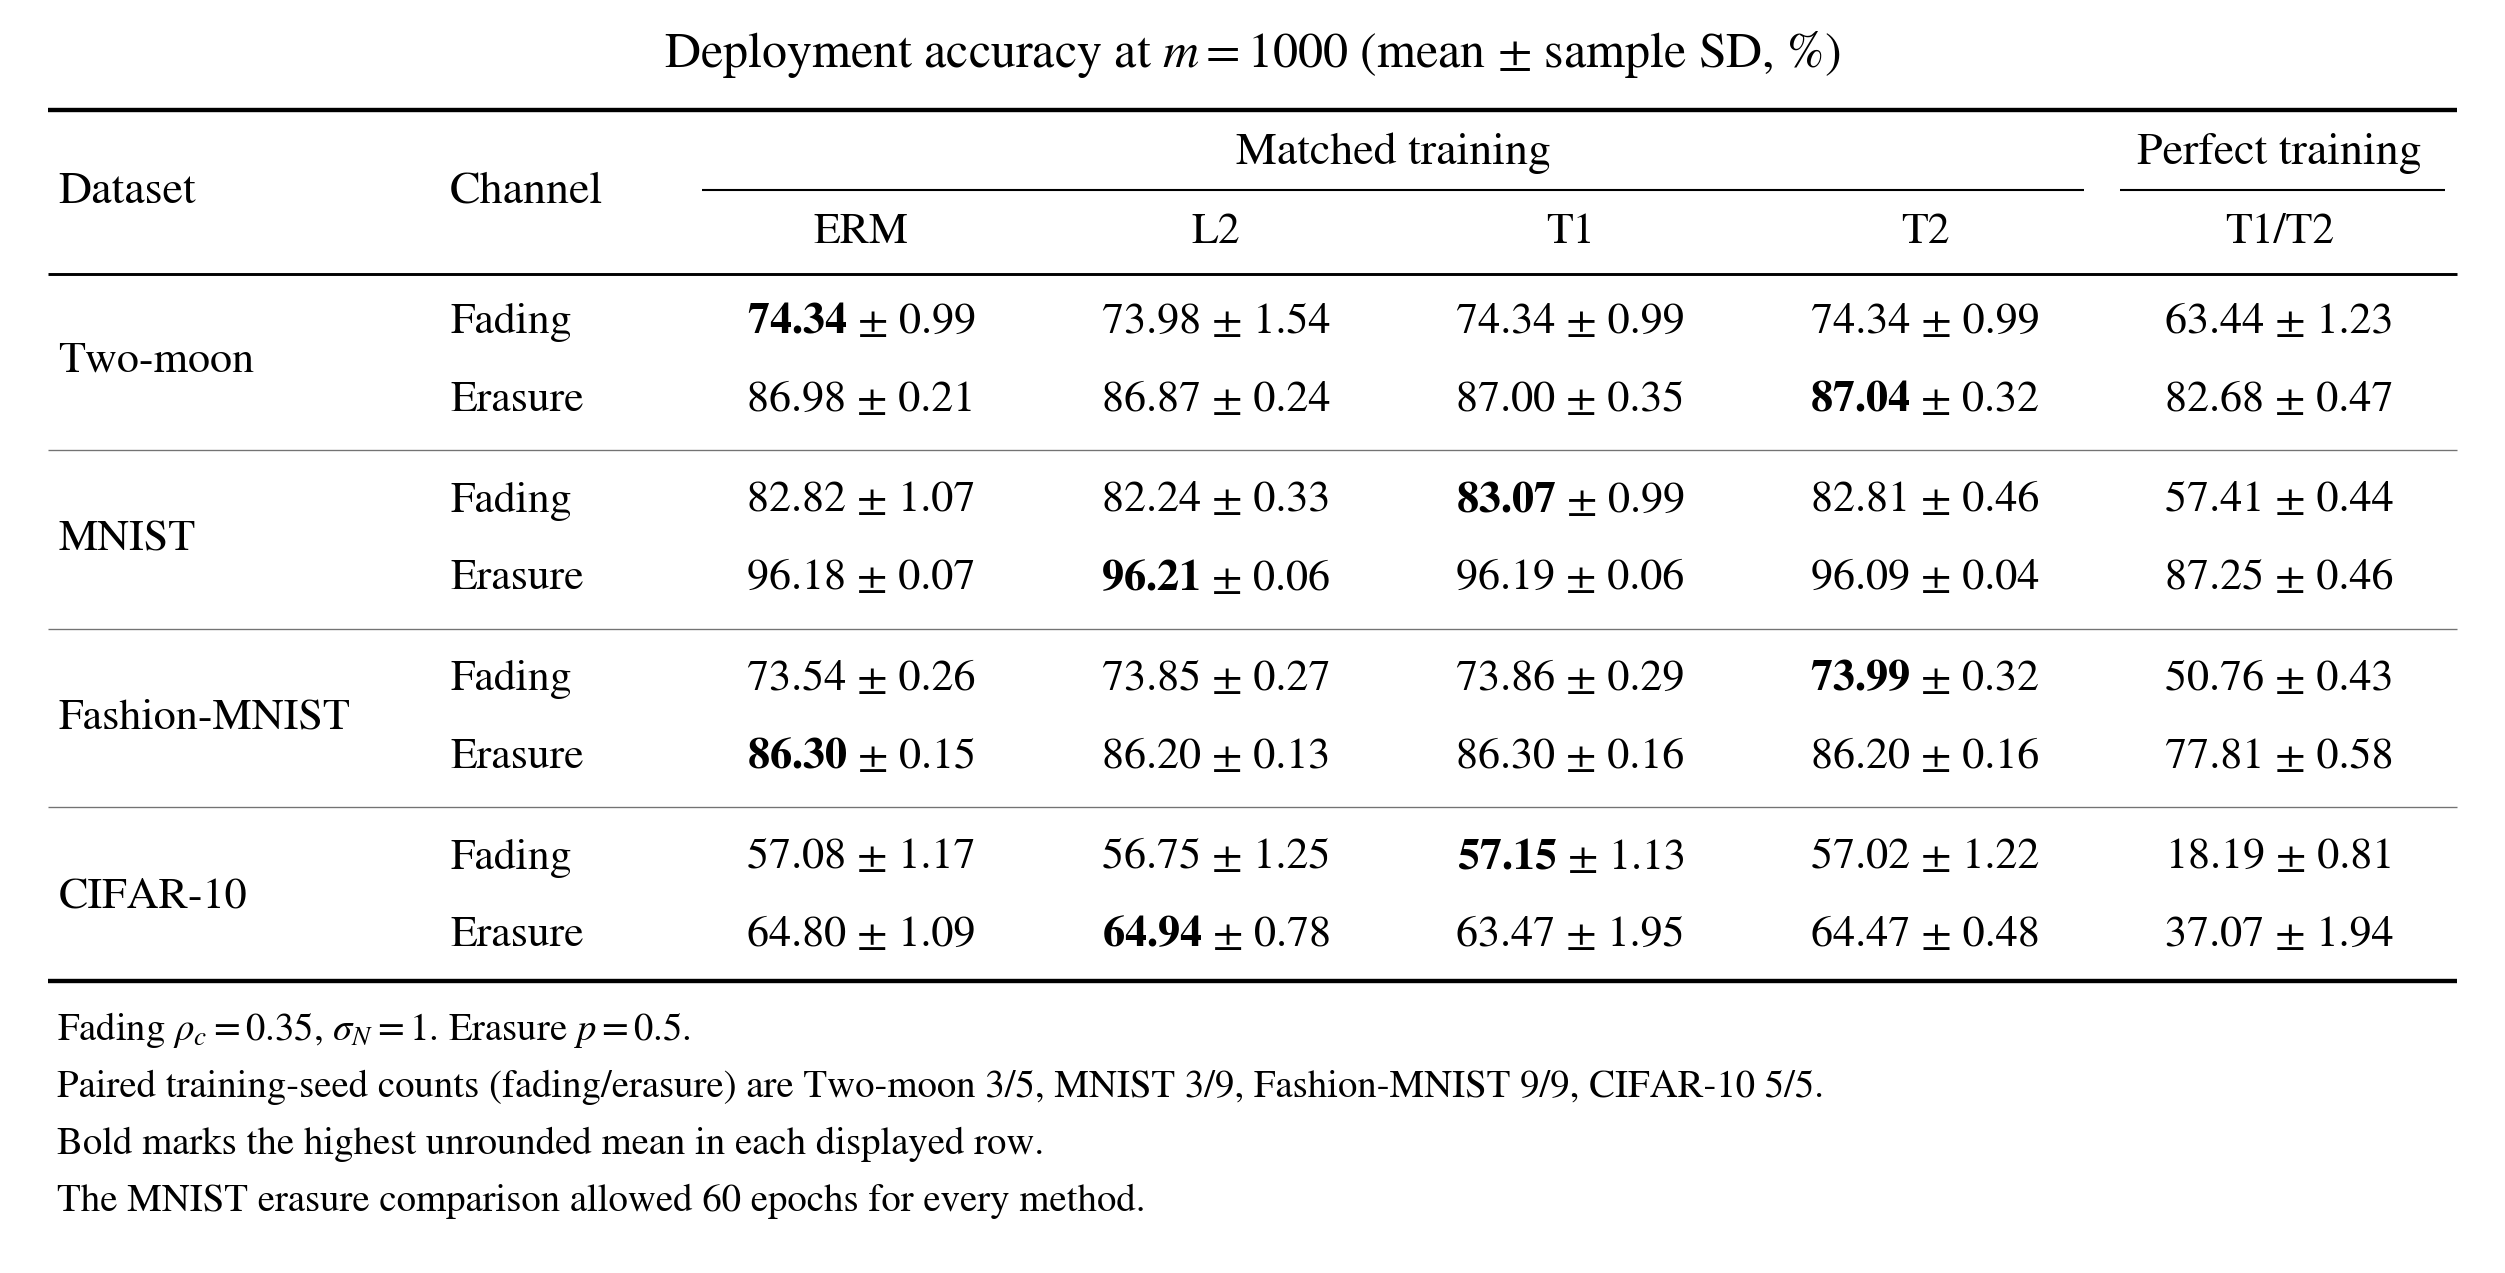 Deployment accuracy at m = 1000 (mean ± sample SD, %)
Dataset Channel Matched training Perfect training
ERM L2 T1 T2 T1/T2
Two-moon Fading 74.34 ± 0.99 73.98 ± 1.54 74.34 ± 0.99 74.34 ± 0.99 63.44 ± 1.23
Erasure 86.98 ± 0.21 86.87 ± 0.24 87.00 ± 0.35 87.04 ± 0.32 82.68 ± 0.47
MNIST Fading 82.82 ± 1.07 82.24 ± 0.33 83.07 ± 0.99 82.81 ± 0.46 57.41 ± 0.44
Erasure 96.18 ± 0.07 96.21 ± 0.06 96.19 ± 0.06 96.09 ± 0.04 87.25 ± 0.46
Fashion-MNIST Fading 73.54 ± 0.26 73.85 ± 0.27 73.86 ± 0.29 73.99 ± 0.32 50.76 ± 0.43
Erasure 86.30 ± 0.15 86.20 ± 0.13 86.30 ± 0.16 86.20 ± 0.16 77.81 ± 0.58
CIFAR-10 Fading 57.08 ± 1.17 56.75 ± 1.25 57.15 ± 1.13 57.02 ± 1.22 18.19 ± 0.81
Erasure 64.80 ± 1.09 64.94 ± 0.78 63.47 ± 1.95 64.47 ± 0.48 37.07 ± 1.94
Fading ρc = 0.35, σN = 1. Erasure p = 0.5.
Paired training-seed counts (fading/erasure) are Two-moon 3/5, MNIST 3/9, Fashion-MNIST 9/9, CIFAR-10 5/5.
Bold marks the highest unrounded mean in each displayed row.
The MNIST erasure comparison allowed 60 epochs for every method.